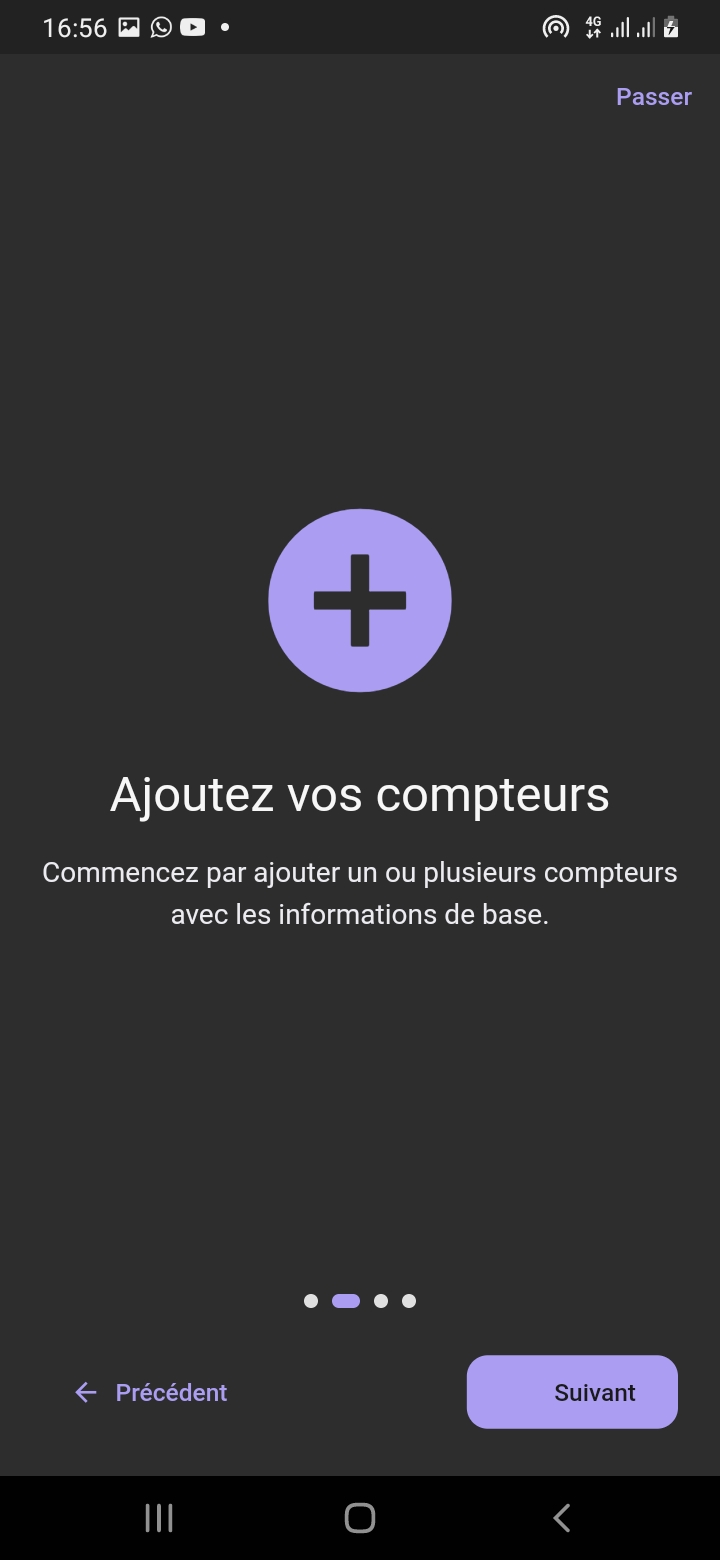 16:56
4G
Passer
Ajoutez vos compteurs
Commencez par ajouter un ou plusieurs compteurs
avec les informations de base.
Précédent
Suivant